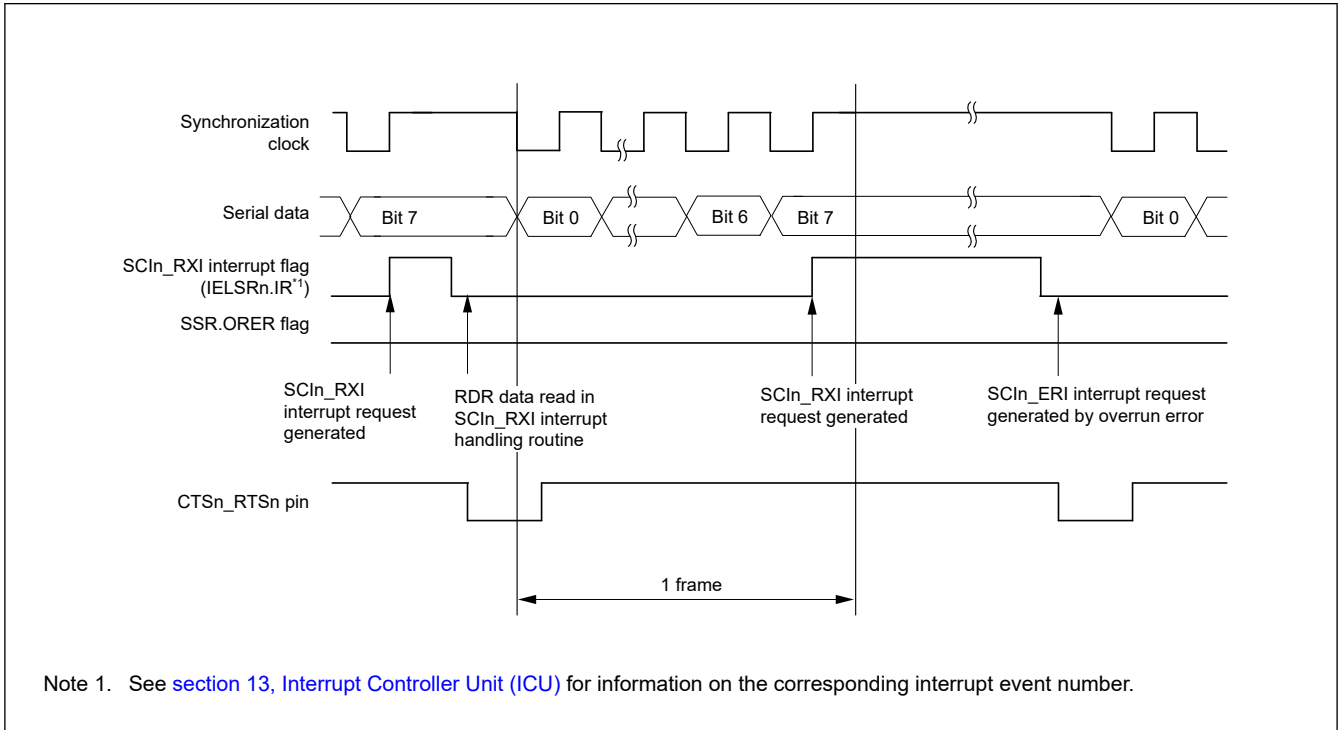 Synchronization
clock
Serial data
Bit 7
Bit 0
Bit 6
Bit 7
Bit 0
SCIn_RXI interrupt flag
(IELSRn.IR*1)
SSR.ORER flag
SCIn_RXI
interrupt request
generated
RDR data read in
SCIn_RXI interrupt
handling routine
SCIn_RXI interrupt
request generated
SCIn_ERI interrupt request
generated by overrun error
CTSn_RTSn pin
1 frame
Note 1. See section 13, Interrupt Controller Unit (ICU) for information on the corresponding interrupt event number.